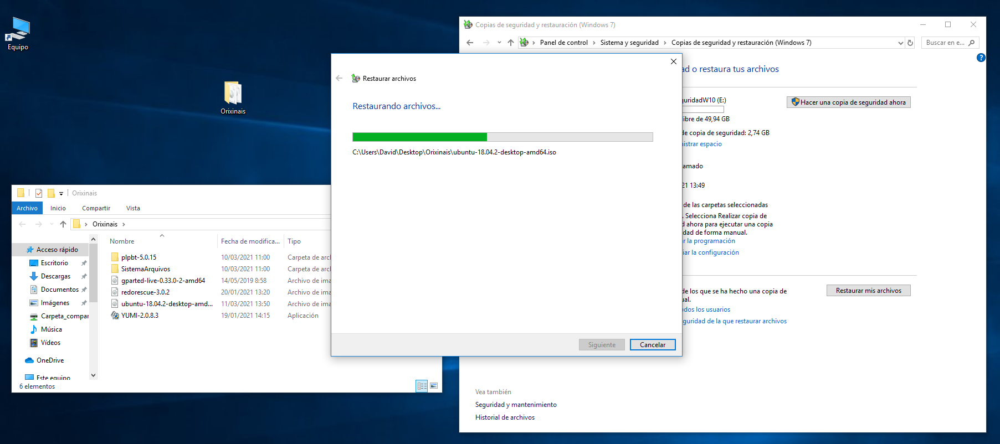 Equipo
Orixinais
Copias de seguridad y restauración (Windows 7)
Panel de control
Sistema y seguridad
Copias de seguridad y restauración (Windows 7)
Buscar en e...
?
ad o restaura tus archivos
guridadW10 (E:)
Hacer una copia de seguridad ahora
ibre de 49,94 GB
de copia de seguridad: 2,74 GB
istrar espacio
amado
21 13:49
de las carpetas seleccionadas
. Selecciona Realizar copia de
d ahora para ejecutar una copia
dad de forma manual.
r la programación
iar la configuración
de los que se ha hecho una copia de
ual.
Restaurar mis archivos
odos los usuarios
guridad de la que restaurar archivos
Vea también
Seguridad y mantenimiento
Historial de archivos
Restaurar archivos
Restaurando archivos...
C:\Users\David\Desktop\Orixinais\ubuntu-18.04.2-desktop-amd64.iso
Siguiente
Cancelar
Orixinais
Archivo
Inicio
Compartir
Vista
Orixinais
Acceso rápido
Escritorio
Descargas
Documentos
Imágenes
Carpeta_compar
Música
Vídeos
OneDrive
Este equipo
Nombre
Fecha de modifica...
Tipo
plpbt-5.0.15
10/03/2021 11:00
Carpeta de arcl
SistemaArquivos
10/03/2021 11:00
Carpeta de arcl
gparted-live-0.33.0-2-amd64
14/05/2019 8:58
Archivo de ima
redorescue-3.0.2
20/01/2021 13:20
Archivo de ima
ubuntu-18.04.2-desktop-amd...
11/03/2021 13:50
Archivo de ima
YUMI-2.0.8.3
19/01/2021 14:15
Aplicación
6 elementos